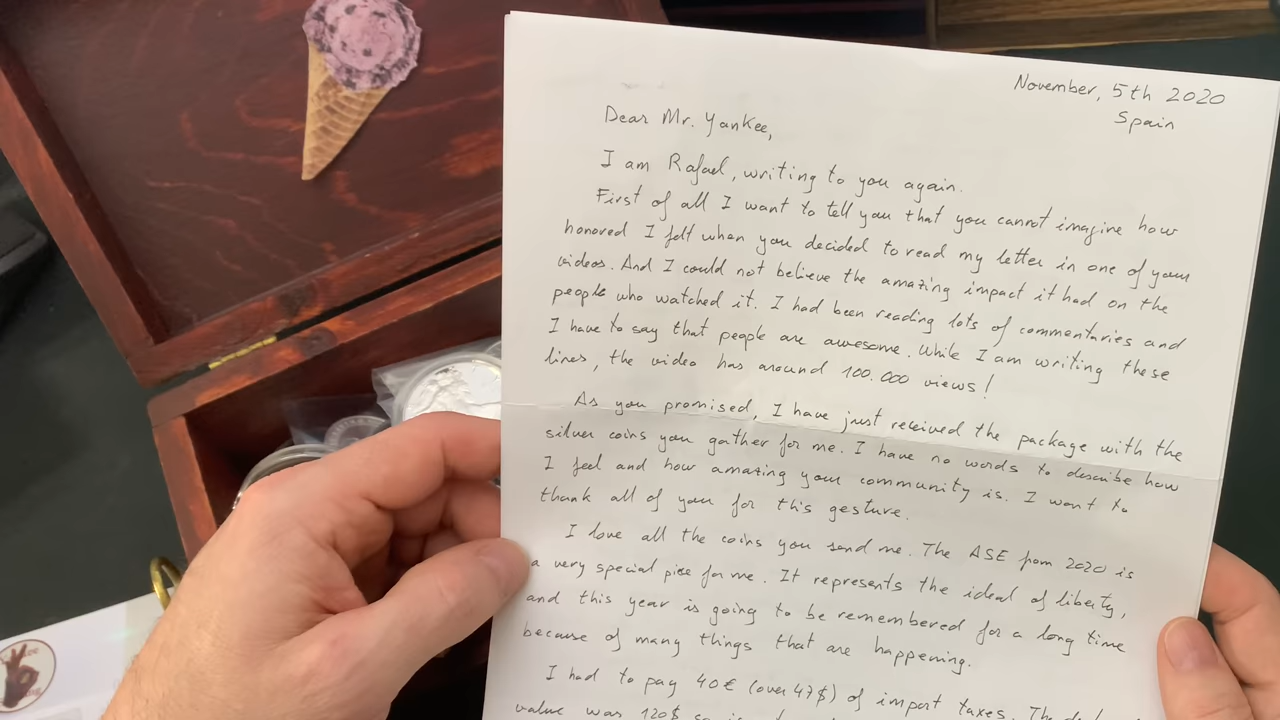 November, 5th 2020
Spain
Dear Mr. Yankee,
I am Rafael, writing to you again.
First of all I want to tell you that you cannot imagine how
honored I felt when you decided to read my letter in one of your
videos. And I could not believe the amazing impact it had on the
people who watched it. I had been reading lots of commentaries and
I have to say that people are awesome. While I am writing these
lines, the video has around 100.000 views!
As you promised, I have just received the package with the
silver coins you gather for me. I have no words to describe how
I feel and how amazing your community is. I want to
thank all of you for this gesture.
I love all the coins you send me. The ASE from 2020 is
a very special piece for me. It represents the ideal of liberty,
and this year is going to be remembered for a long time
because of many things that are happening.
I had to pay 40€ (over 47$) of import taxes. The
value was 120$ so